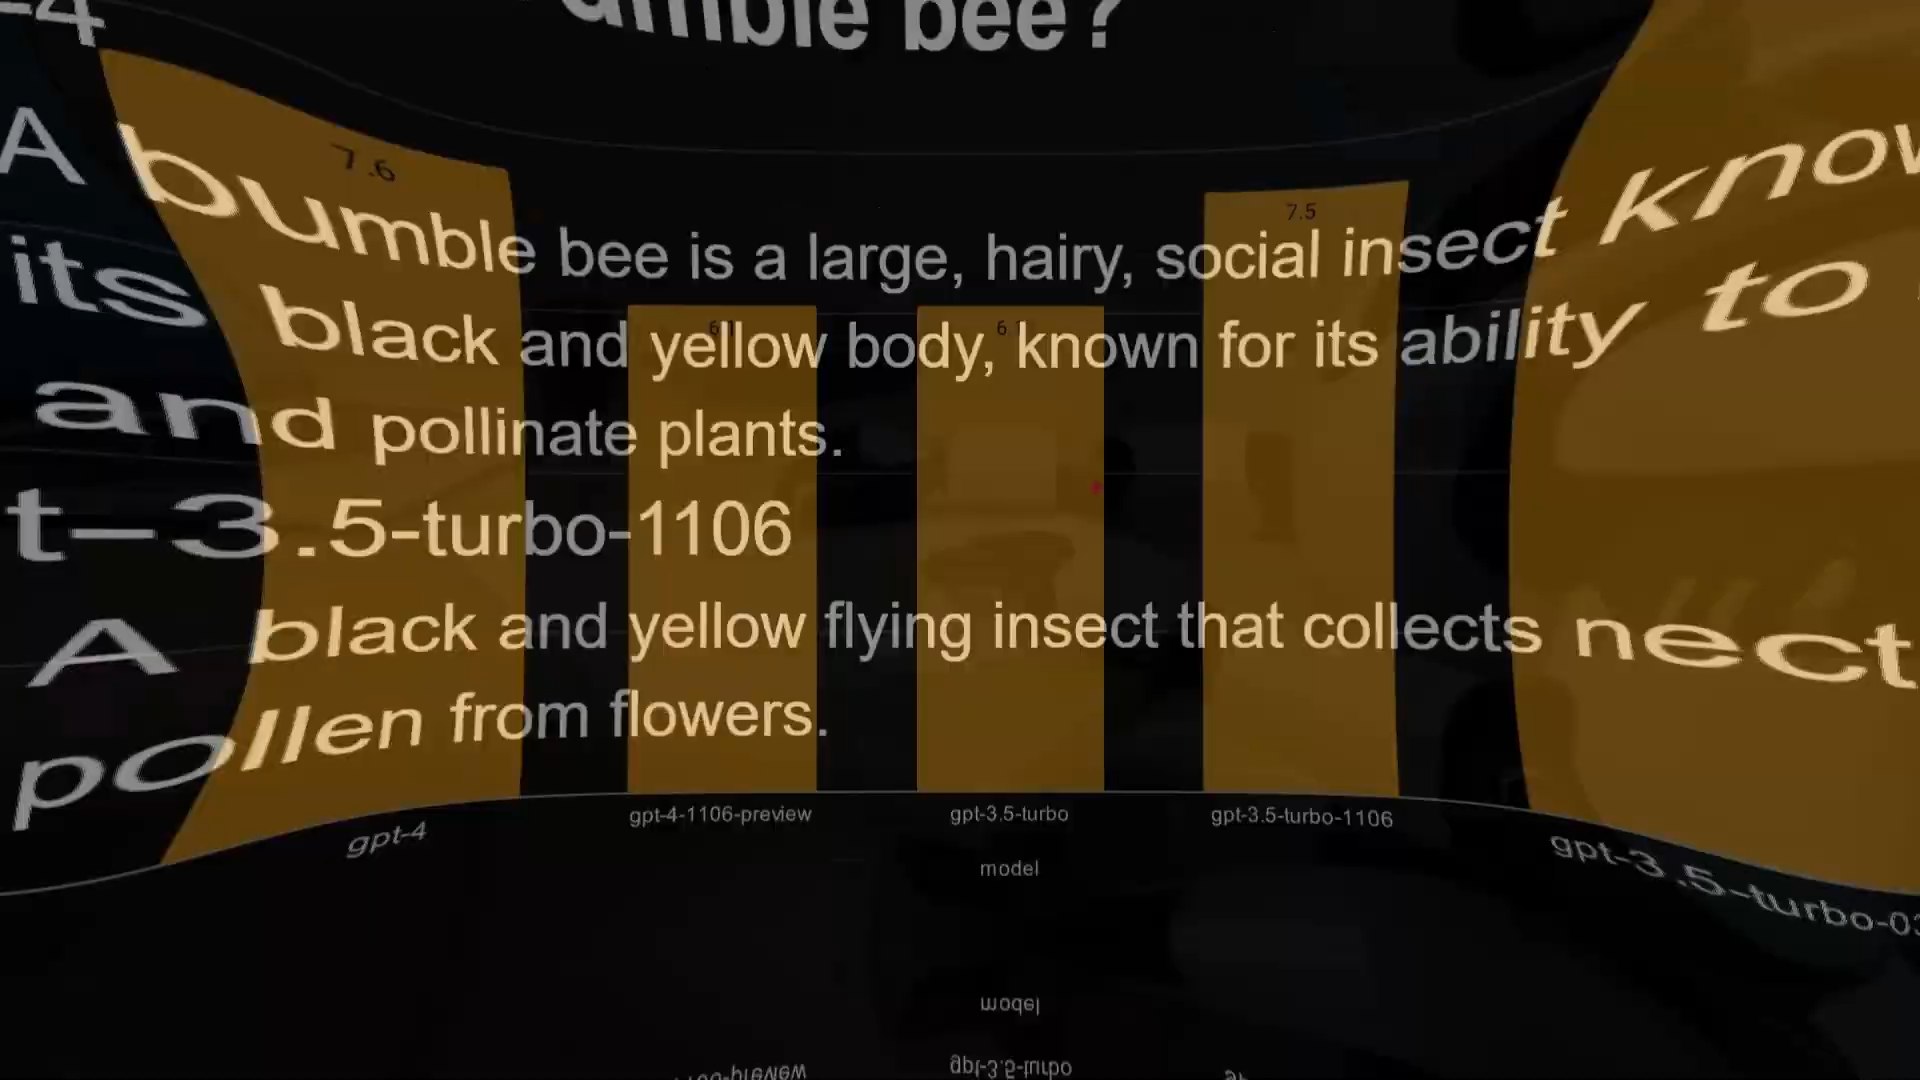 -4
umble bee?
7.6
7.5
A bumble bee is a large, hairy, social insect know
its black and yellow body, known for its ability to
and pollinate plants.
t-3.5-turbo-1106
A black and yellow flying insect that collects nect
pollen from flowers.
gpt-4
gpt-4-1106-preview
gpt-3.5-turbo
gpt-3.5-turbo-1106
gpt-3.5-turbo-03
model
model
gpt-3.5-turbo